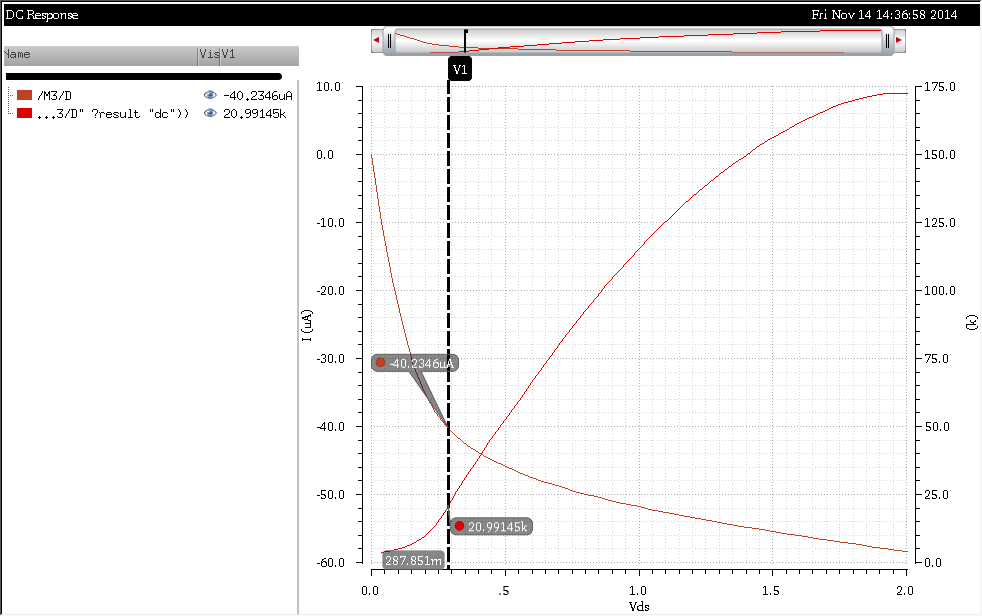 DC Response Fri Nov 14 14:36:58 2014
Name Vis V1
/M3/D -40.2346uA
...3/D" ?result "dc")) 20.99145k
V1
10.0
0.0
-10.0
-20.0
-30.0
-40.0
-50.0
-60.0
I (uA)
-40.2346uA
20.99145k
287.851m
175.0
150.0
125.0
100.0
75.0
50.0
25.0
0.0
(k)
0.0 .5 1.0 1.5 2.0
Vds